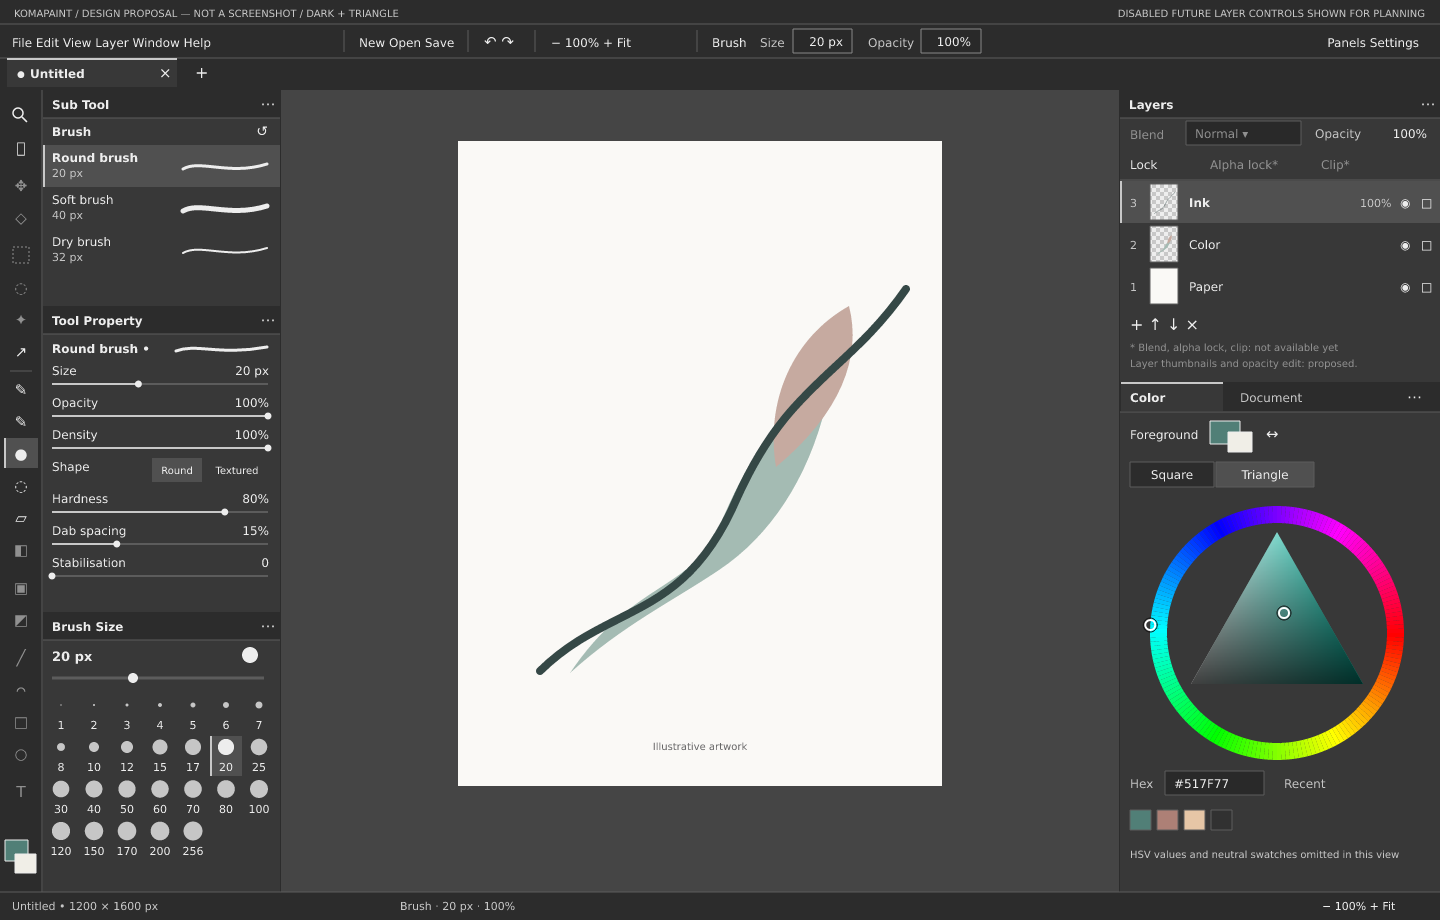 KOMAPAINT / DESIGN PROPOSAL — NOT A SCREENSHOT / DARK + TRIANGLE
DISABLED FUTURE LAYER CONTROLS SHOWN FOR PLANNING
File Edit View Layer Window Help
New Open Save
↶ ↷
− 100% + Fit
Brush Size 20 px Opacity 100%
Panels Settings
● Untitled × +
Sub Tool ···
Brush ↺
Round brush
20 px
Soft brush
40 px
Dry brush
32 px
Tool Property ···
Round brush •
Size 20 px
Opacity 100%
Density 100%
Shape Round Textured
Hardness 80%
Dab spacing 15%
Stabilisation 0
Brush Size ···
20 px
1 2 3 4 5 6 7
8 10 12 15 17 20 25
30 40 50 60 70 80 100
120 150 170 200 256
T
Illustrative artwork
Layers ···
Blend Normal ▾ Opacity 100%
Lock Alpha lock* Clip*
3 Ink 100% ◉ □
2 Color ◉ □
1 Paper ◉ □
+ ↑ ↓ ×
* Blend, alpha lock, clip: not available yet
Layer thumbnails and opacity edit: proposed.
Color Document ···
Foreground ↔
Square Triangle
Hex #517F77 Recent
HSV values and neutral swatches omitted in this view
Untitled • 1200 × 1600 px
Brush · 20 px · 100%
− 100% + Fit